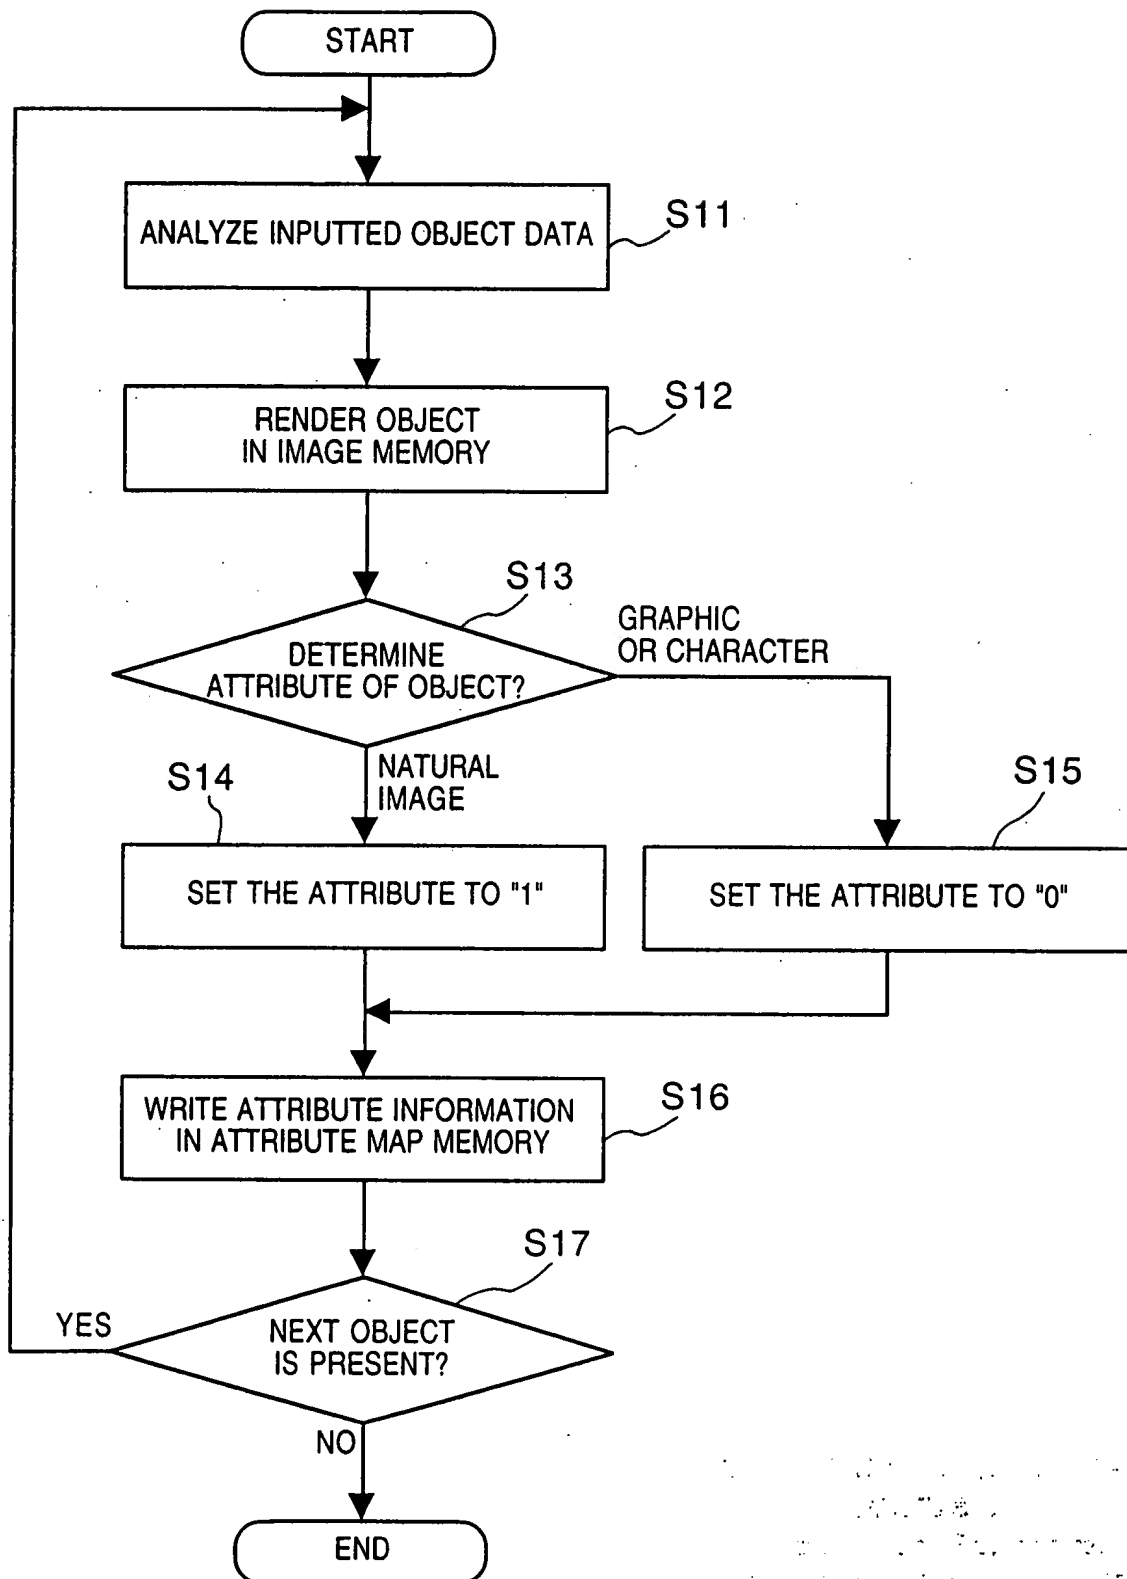 START
ANALYZE INPUTTED OBJECT DATA
S11
RENDER OBJECT
IN IMAGE MEMORY
S12
DETERMINE
ATTRIBUTE OF OBJECT?
S13
GRAPHIC
OR CHARACTER
NATURAL
IMAGE
S14
SET THE ATTRIBUTE TO "1"
S15
SET THE ATTRIBUTE TO "0"
WRITE ATTRIBUTE INFORMATION
IN ATTRIBUTE MAP MEMORY
S16
S17
NEXT OBJECT
IS PRESENT?
YES
NO
END